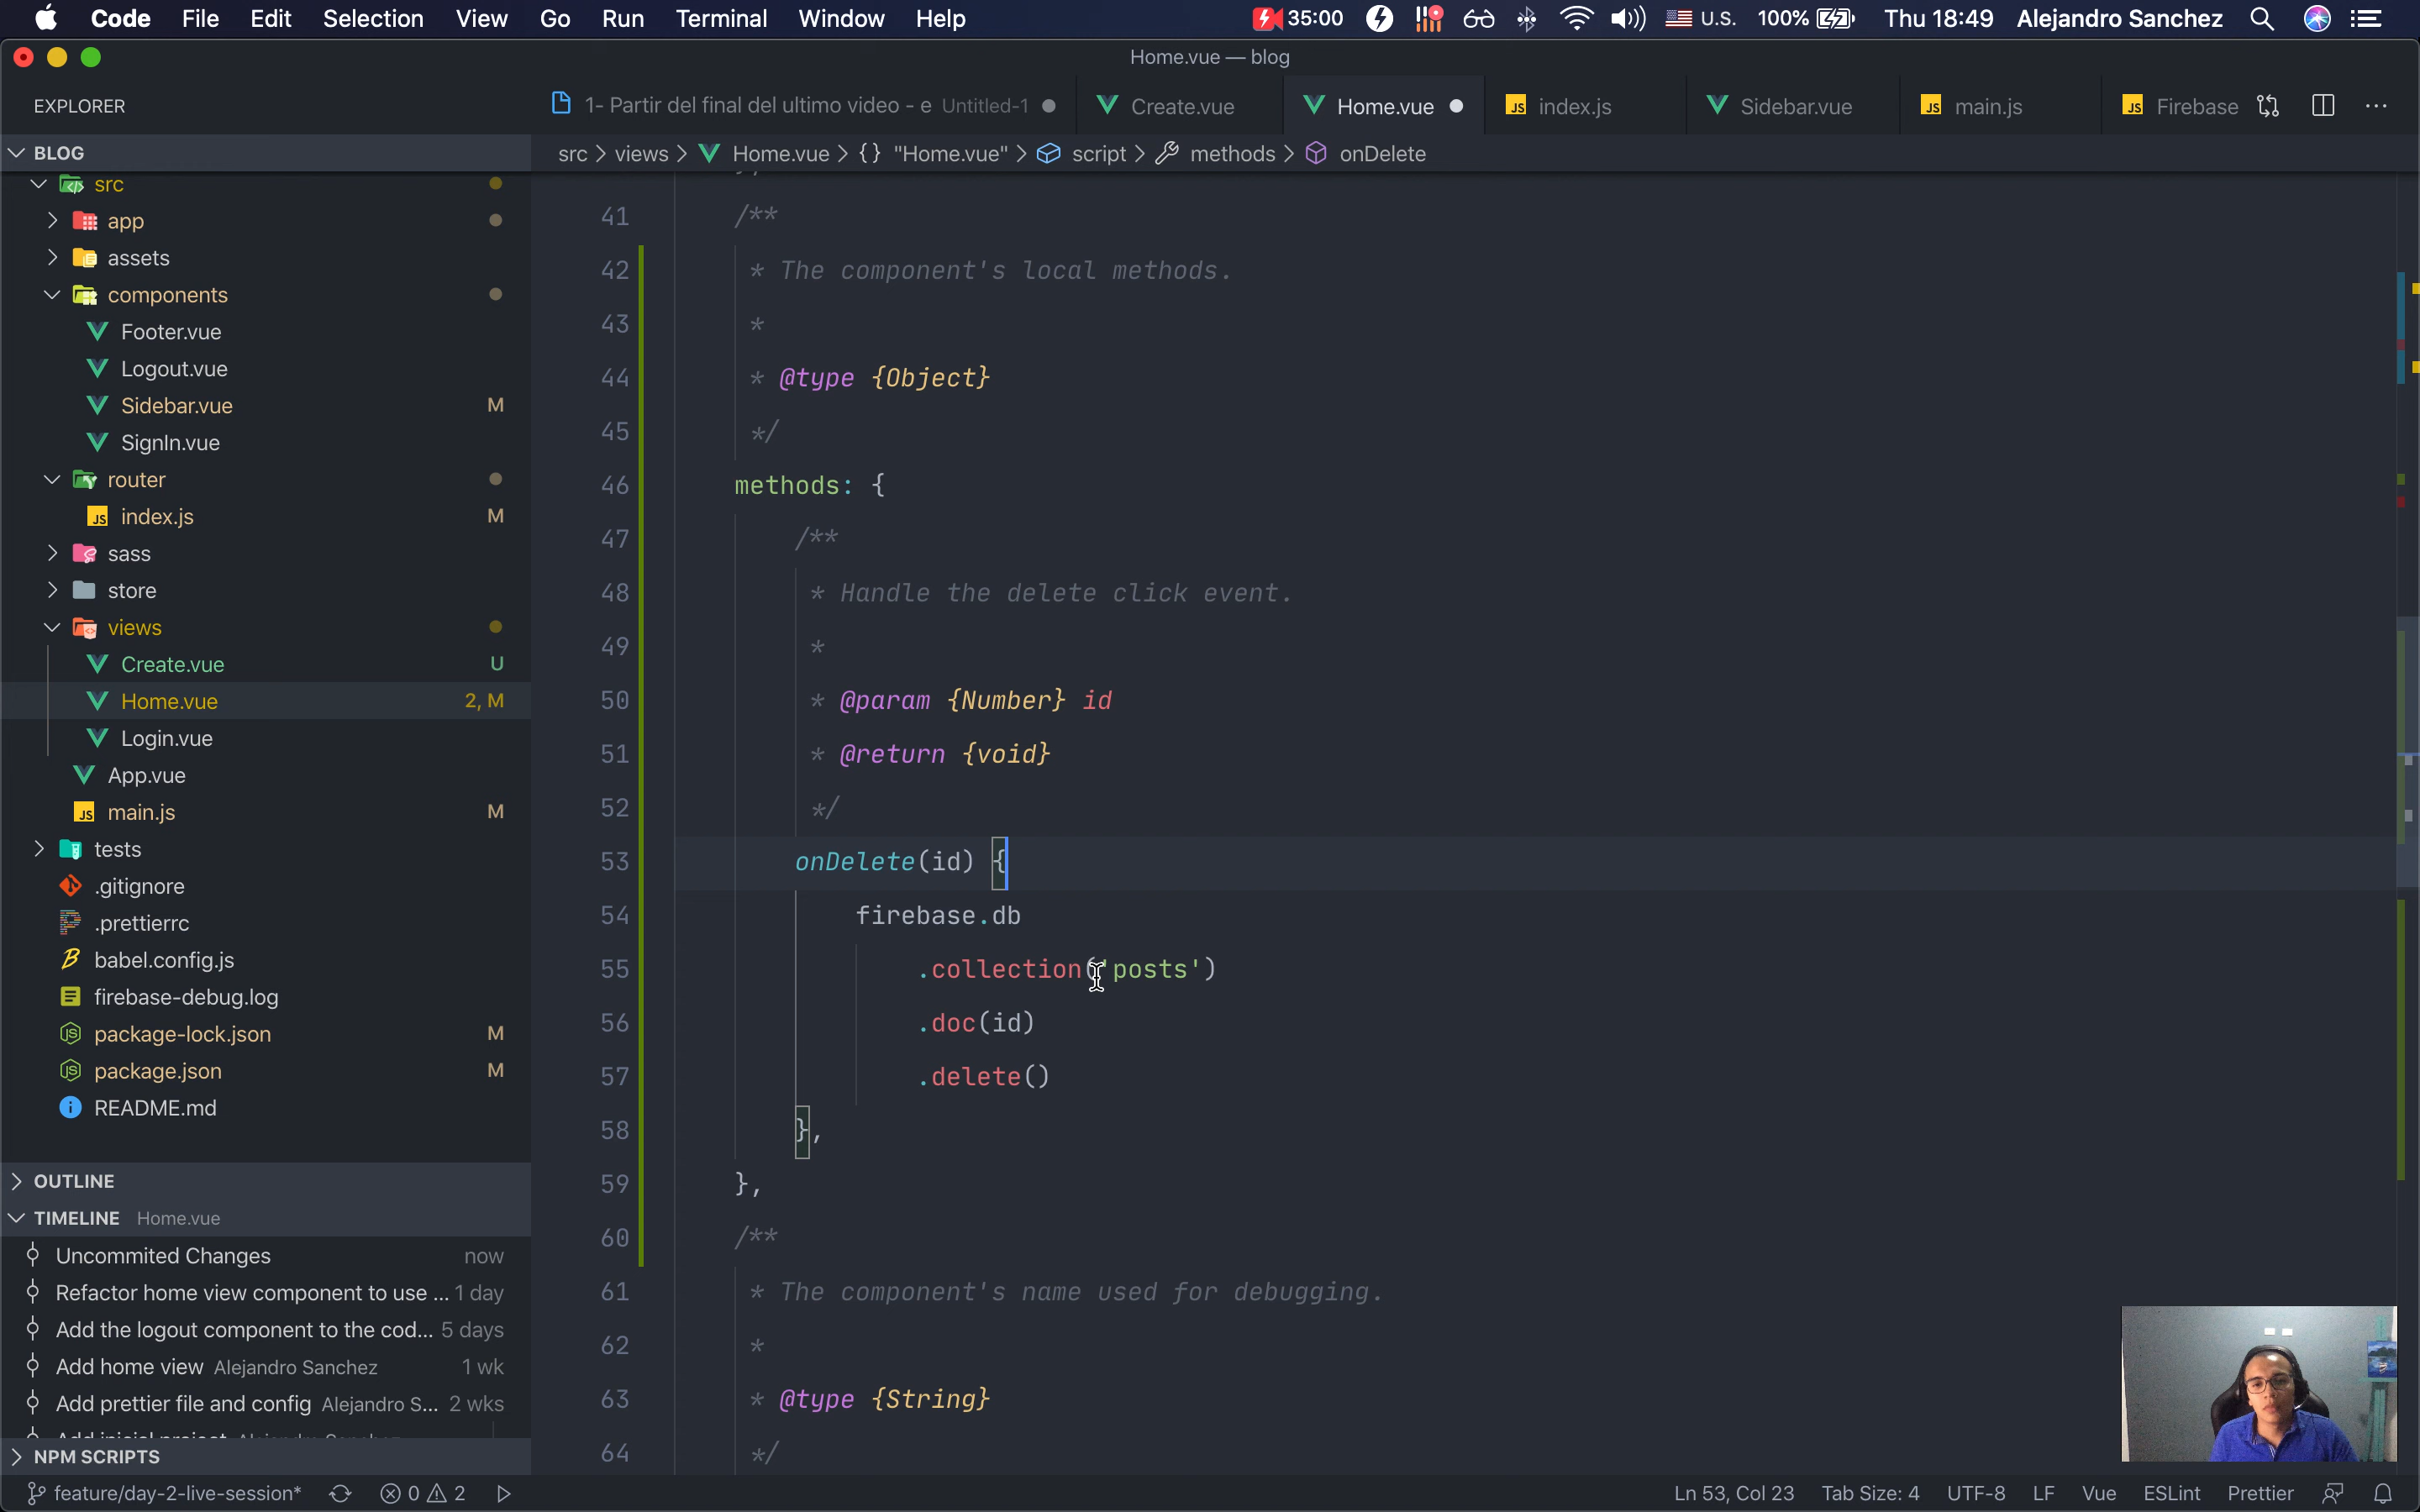 Code File Edit Selection View Go Run Terminal Window Help 35:00 U.S. 100% Thu 18:49 Alejandro Sanchez
Home.vue — blog
EXPLORER
1- Partir del final del ultimo video - e Untitled-1 Create.vue Home.vue JS index.js Sidebar.vue JS main.js JS Firebase
BLOG
src > views > Home.vue > {} "Home.vue" > script > methods > onDelete
src
app
assets
components
Footer.vue
Logout.vue
Sidebar.vue M
SignIn.vue
router
JS index.js M
sass
store
views
Create.vue U
Home.vue 2, M
Login.vue
App.vue
JS main.js M
tests
.gitignore
.prettierrc
babel.config.js
firebase-debug.log
package-lock.json M
package.json M
README.md
OUTLINE
TIMELINE Home.vue
Uncommited Changes now
Refactor home view component to use ... 1 day
Add the logout component to the cod... 5 days
Add home view Alejandro Sanchez 1 wk
Add prettier file and config Alejandro S... 2 wks
NPM SCRIPTS
41 /**
42 * The component's local methods.
43 *
44 * @type {Object}
45 */
46 methods: {
47 /**
48 * Handle the delete click event.
49 *
50 * @param {Number} id
51 * @return {void}
52 */
53 onDelete(id) {
54 firebase.db
55 .collection('posts')
56 .doc(id)
57 .delete()
58 },
59 },
60 /**
61 * The component's name used for debugging.
62 *
63 * @type {String}
64 */
feature/day-2-live-session* 0 2 Ln 53, Col 23 Tab Size: 4 UTF-8 LF Vue ESLint Prettier